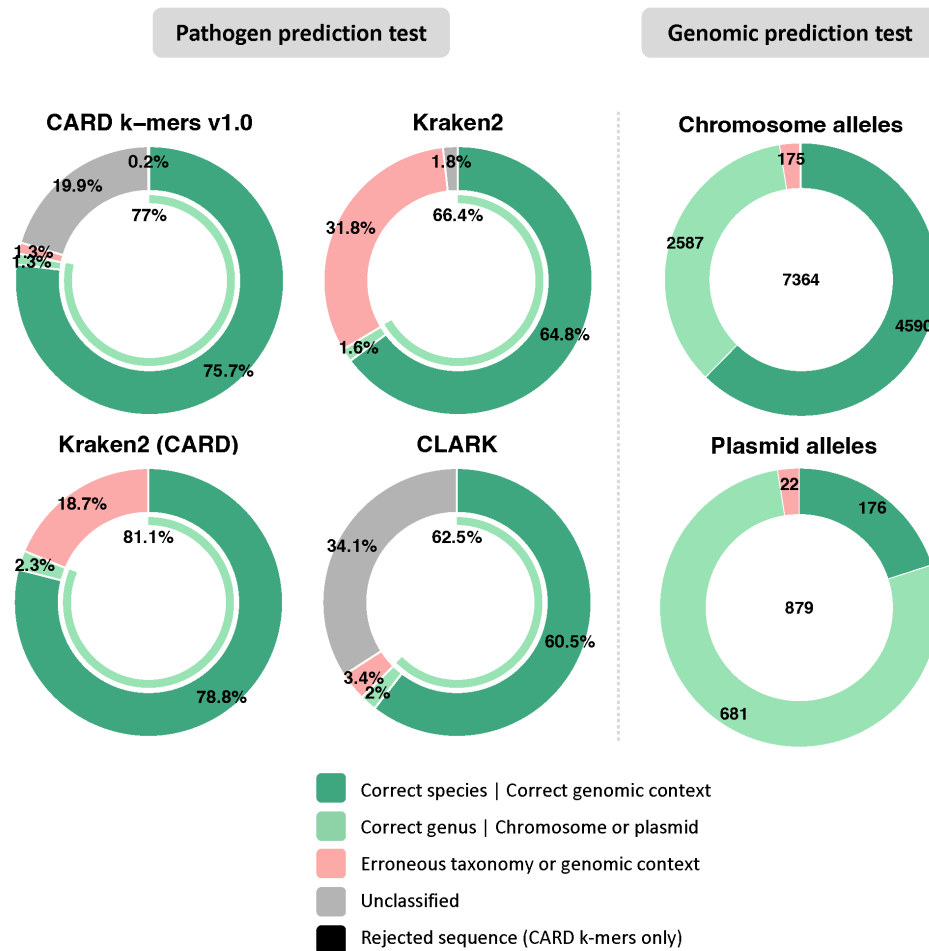 Pathogen prediction test
Genomic prediction test
CARD k−mers v1.0
0.2%
19.9%
77%
1.3%
1.3%
75.7%
Kraken2
1.8%
66.4%
31.8%
1.6%
64.8%
Chromosome alleles
175
2587
7364
4590
Kraken2 (CARD)
18.7%
81.1%
2.3%
78.8%
CLARK
62.5%
34.1%
60.5%
3.4%
2%
Plasmid alleles
22
176
879
681
Correct species | Correct genomic context
Correct genus | Chromosome or plasmid
Erroneous taxonomy or genomic context
Unclassified
Rejected sequence (CARD k-mers only)